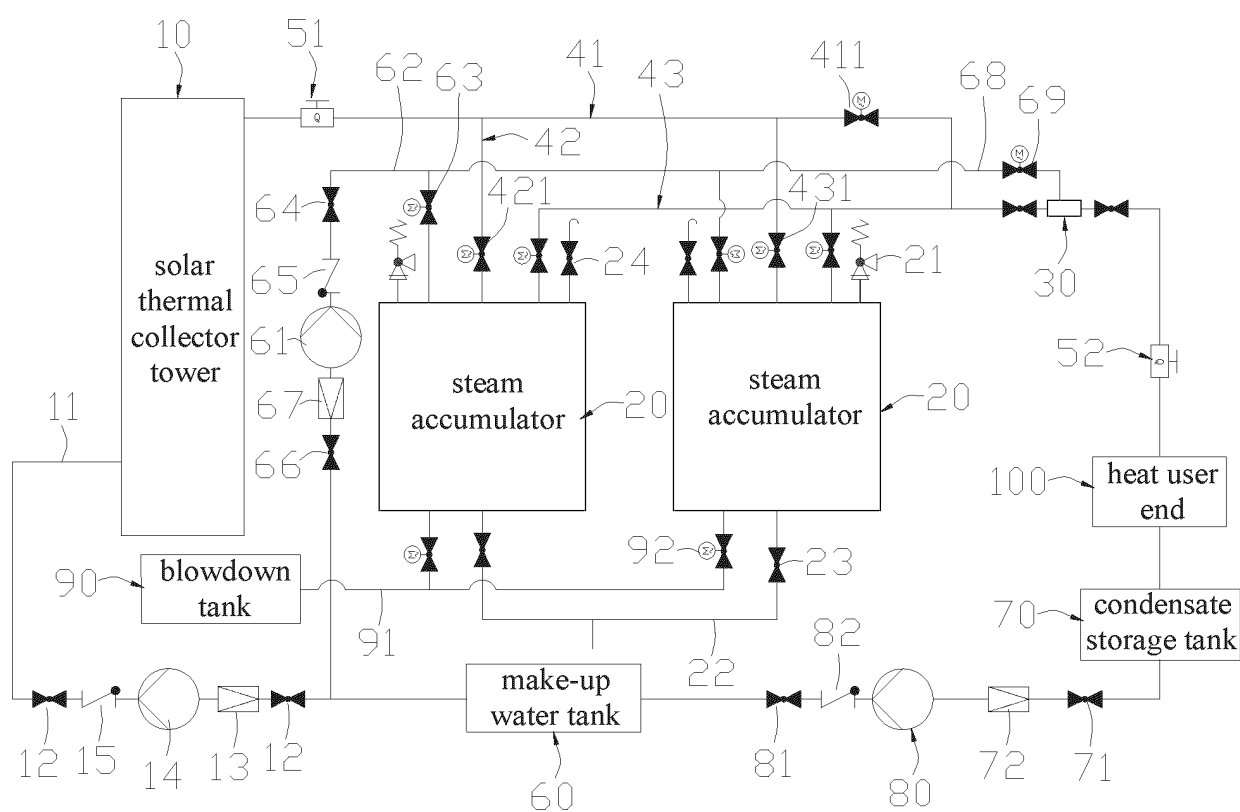 10
51
62
63
41
43
411
68
69
Q
M
M
42
64
421
431
24
21
30
solar
thermal
collector
tower
65
61
67
66
52
Q
11
steam
accumulator
20
steam
accumulator
20
100
heat user
end
90
blowdown
tank
92
23
70
condensate
storage tank
91
22
82
make-up
water tank
12
15
14
13
12
60
81
80
72
71